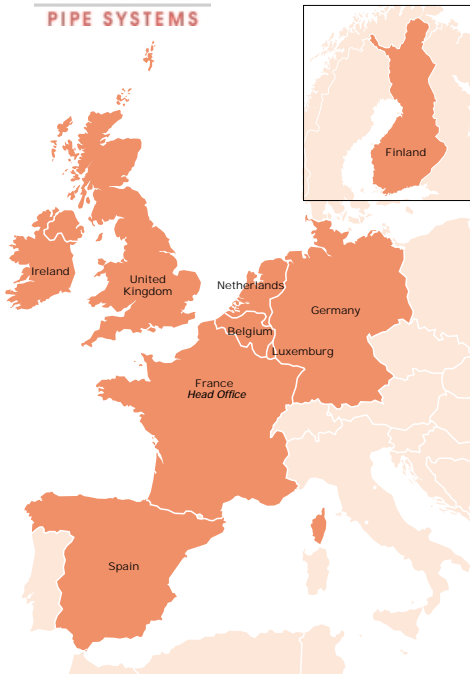 PIPE SYSTEMS
Finland
Ireland
United
Kingdom
Netherlands
Germany
Belgium
Luxemburg
France
Head Office
Spain